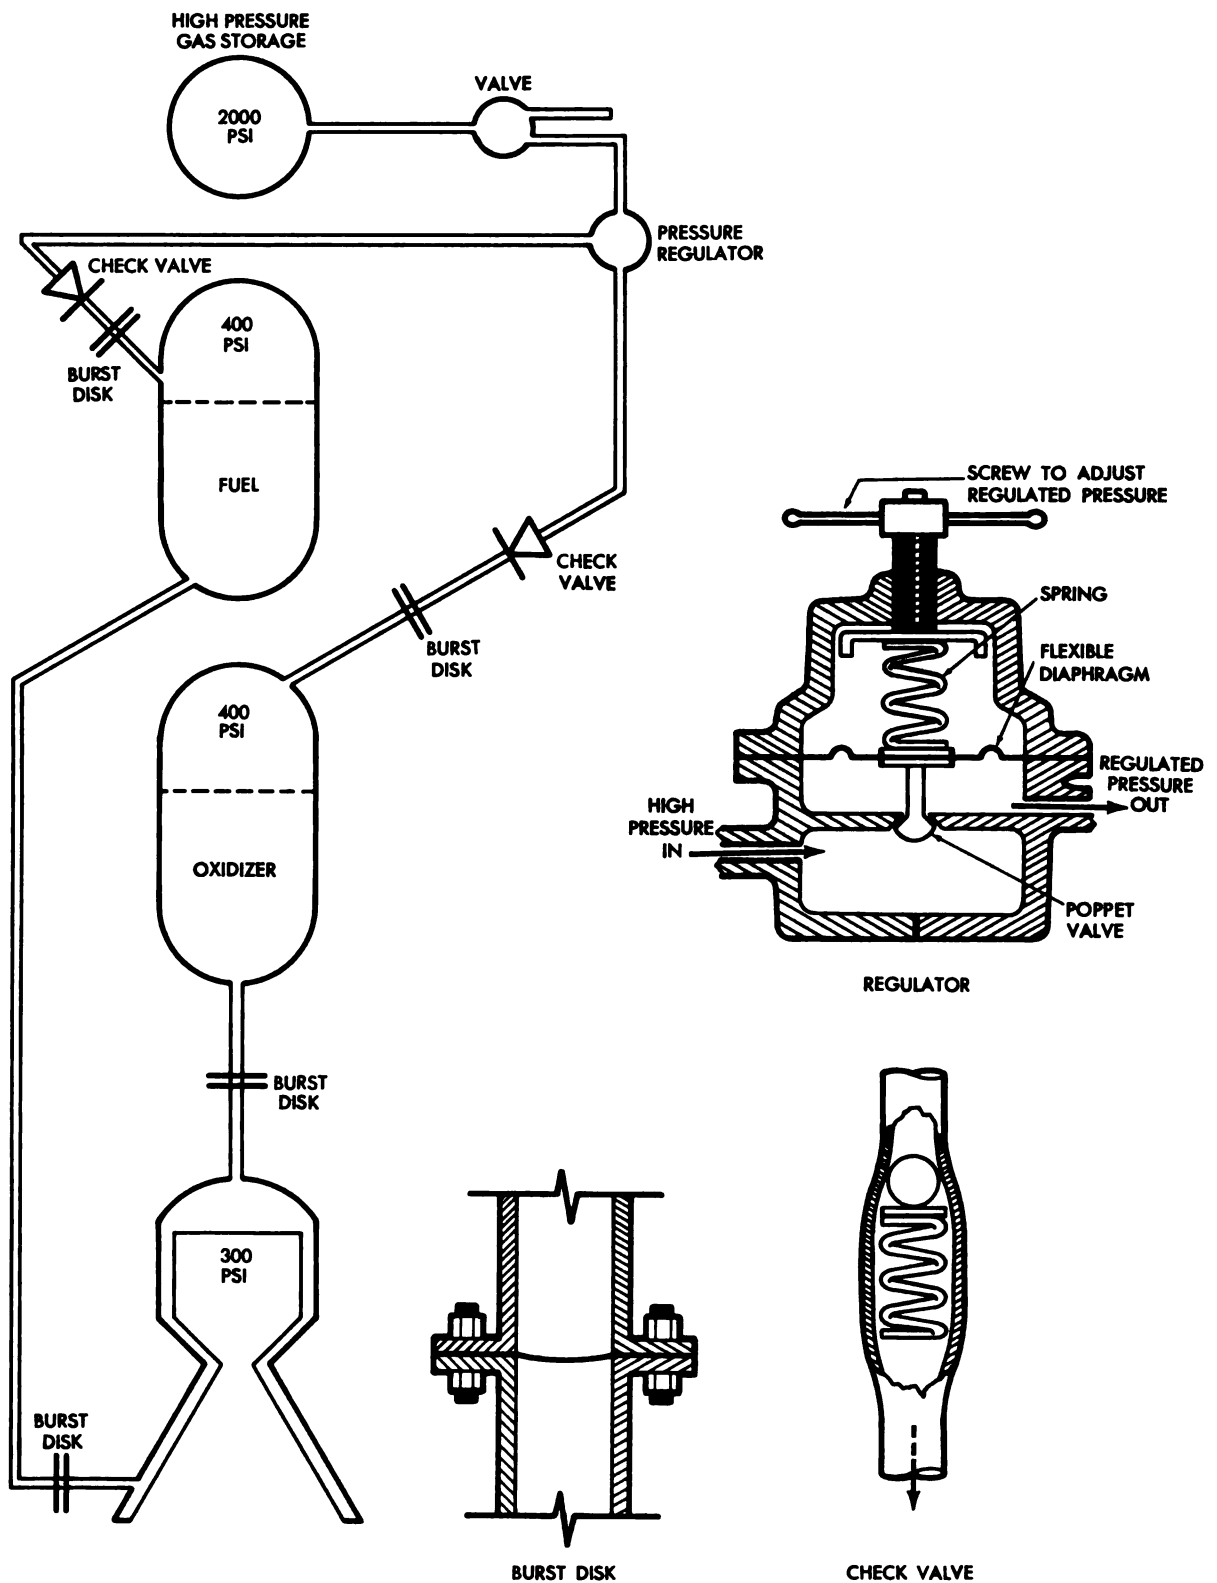 HIGH PRESSURE
GAS STORAGE
2000
PSI
VALVE
PRESSURE
REGULATOR
CHECK VALVE
400
PSI
BURST
DISK
FUEL
CHECK
VALVE
BURST
DISK
400
PSI
OXIDIZER
BURST
DISK
300
PSI
BURST
DISK
SCREW TO ADJUST
REGULATED PRESSURE
SPRING
FLEXIBLE
DIAPHRAGM
REGULATED
PRESSURE
OUT
HIGH
PRESSURE
IN
POPPET
VALVE
REGULATOR
BURST DISK
CHECK VALVE